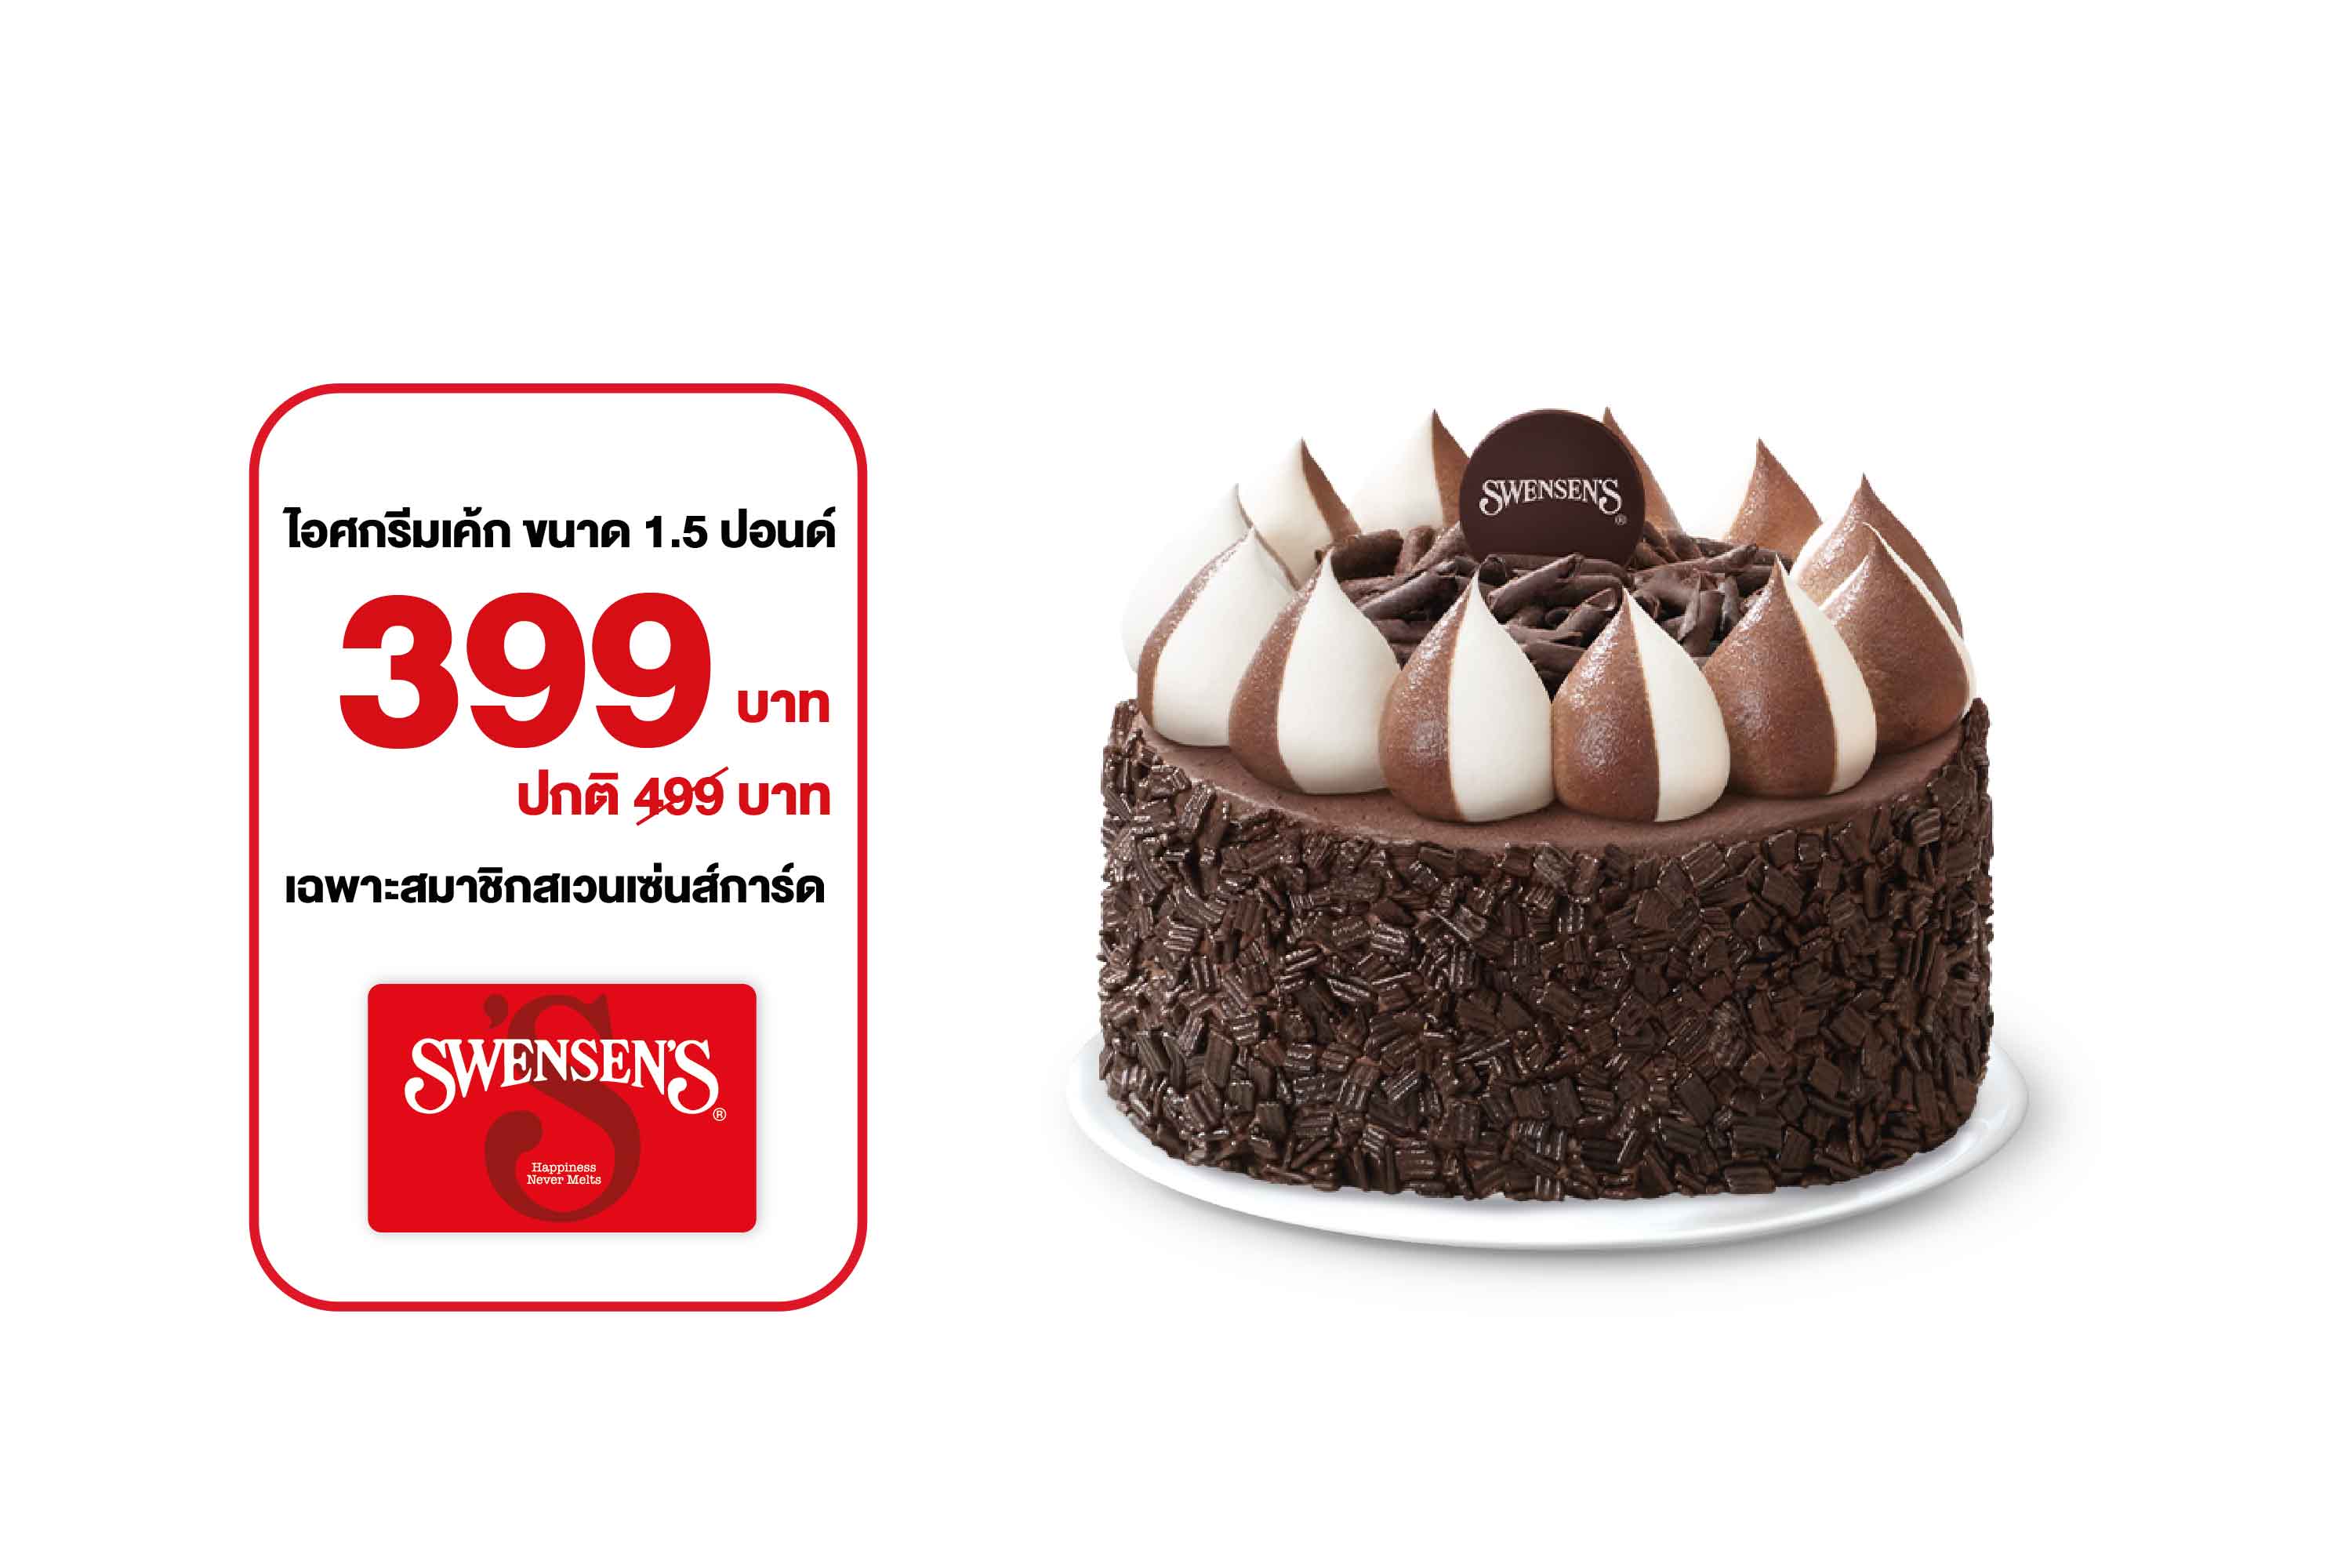 ไอศกรีมเค้ก ขนาด 1.5 ปอนด์
399 บาท
ปกติ 499 บาท
เฉพาะสมาชิกสเวนเซ่นส์การ์ด
'S
SWENSEN'S®
Happiness
Never Melts
SWENSEN'S®